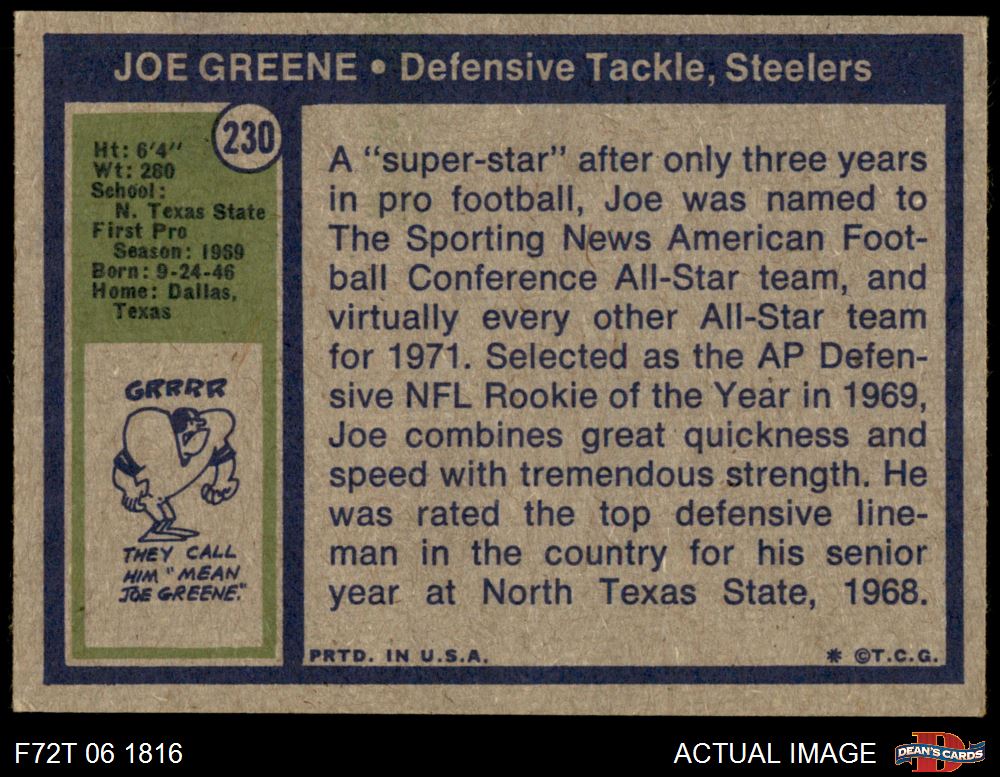 JOE GREENE • Defensive Tackle, Steelers
230
Ht: 6'4"
Wt: 280
School:
N. Texas State
First Pro
Season: 1969
Born: 9-24-46
Home: Dallas,
Texas
GRRRR
THEY CALL
HIM "MEAN
JOE GREENE."
A "super-star" after only three years
in pro football, Joe was named to
The Sporting News American Foot-
ball Conference All-Star team, and
virtually every other All-Star team
for 1971. Selected as the AP Defen-
sive NFL Rookie of the Year in 1969,
Joe combines great quickness and
speed with tremendous strength. He
was rated the top defensive line-
man in the country for his senior
year at North Texas State, 1968.
PRTD. IN U.S.A.
* ©T.C.G.
F72T 06 1816
ACTUAL IMAGE
D
DEAN'S CARDS